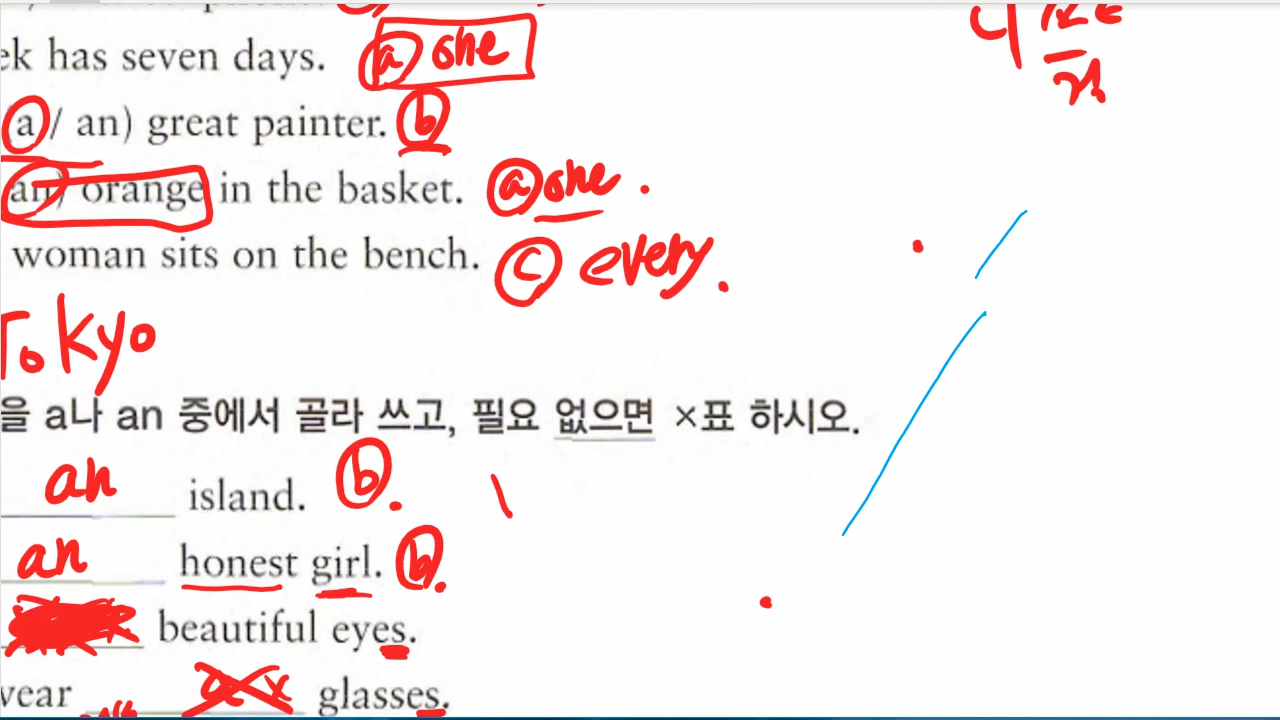 ek has seven days. ⓐ one
a / an) great painter. ⓑ
an) orange in the basket. ⓐ one.
woman sits on the bench. ⓒ every.
Tokyo
을 a나 an 중에서 골라 쓰고, 필요 없으면 ×표 하시오.
an island. ⓑ.
an honest girl. ⓑ.
beautiful eyes.
wear × glasses.